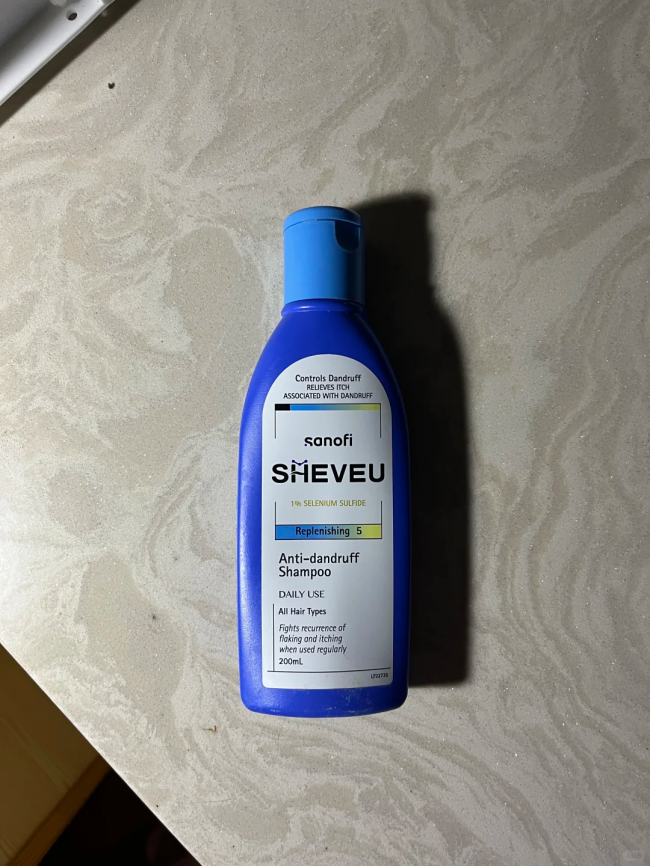 Controls Dandruff
RELIEVES ITCH
ASSOCIATED WITH DANDRUFF
sanofi
SHEVEU
1% SELENIUM SULFIDE
Replenishing 5
Anti-dandruff
Shampoo
DAILY USE
All Hair Types
Fights recurrence of
flaking and itching
when used regularly
200mL